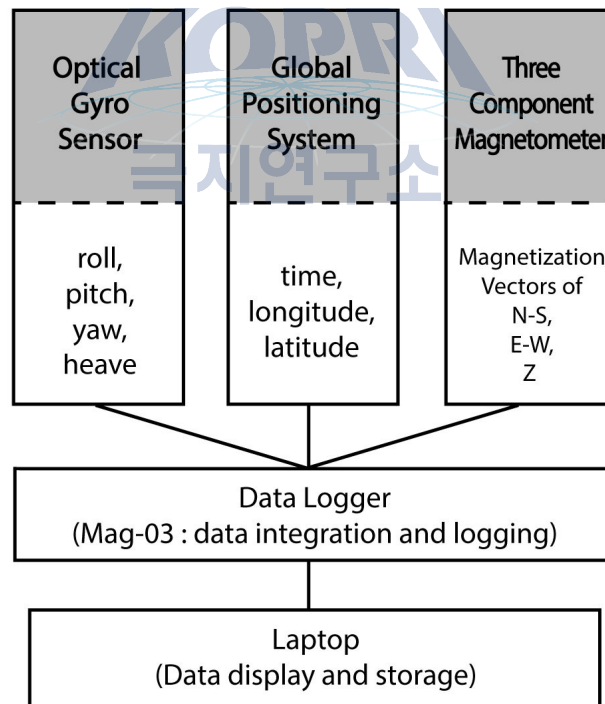 KOPRI
극지연구소
Optical
Gyro
Sensor
roll,
pitch,
yaw,
heave
Global
Positioning
System
time,
longitude,
latitude
Three
Component
Magnetometer
Magnetization
Vectors of
N-S,
E-W,
Z
Data Logger
(Mag-03 : data integration and logging)
Laptop
(Data display and storage)